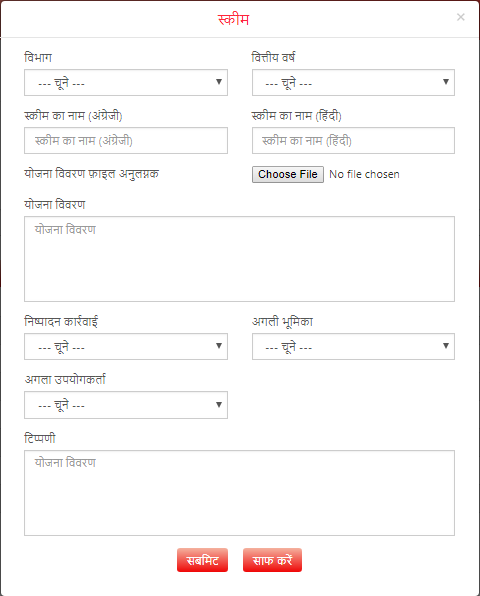 स्कीम ×
विभाग वित्तीय वर्ष
--- चूने --- --- चूने ---
स्कीम का नाम (अंग्रेजी) स्कीम का नाम (हिंदी)
स्कीम का नाम (अंग्रेजी) स्कीम का नाम (हिंदी)
योजना विवरण फ़ाइल अनुलग्नक Choose File No file chosen
योजना विवरण
योजना विवरण
निष्पादन कार्रवाई अगली भूमिका
--- चूने --- --- चूने ---
अगला उपयोगकर्ता
--- चूने ---
टिप्पणी
योजना विवरण
सबमिट साफ करें